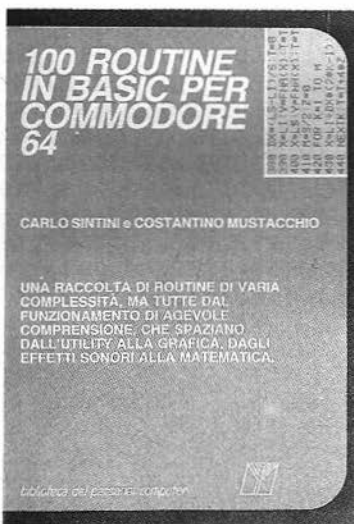 100 ROUTINE
IN BASIC PER
COMMODORE
64
CARLO SINTINI e COSTANTINO MUSTACCHIO
UNA RACCOLTA DI ROUTINE DI VARIA
COMPLESSITÀ, MA TUTTE DAL
FUNZIONAMENTO DI AGEVOLE
COMPRENSIONE, CHE SPAZIANO
DALL'UTILITY ALLA GRAFICA, DAGLI
EFFETTI SONORI ALLA MATEMATICA.
biblioteca del personal computer